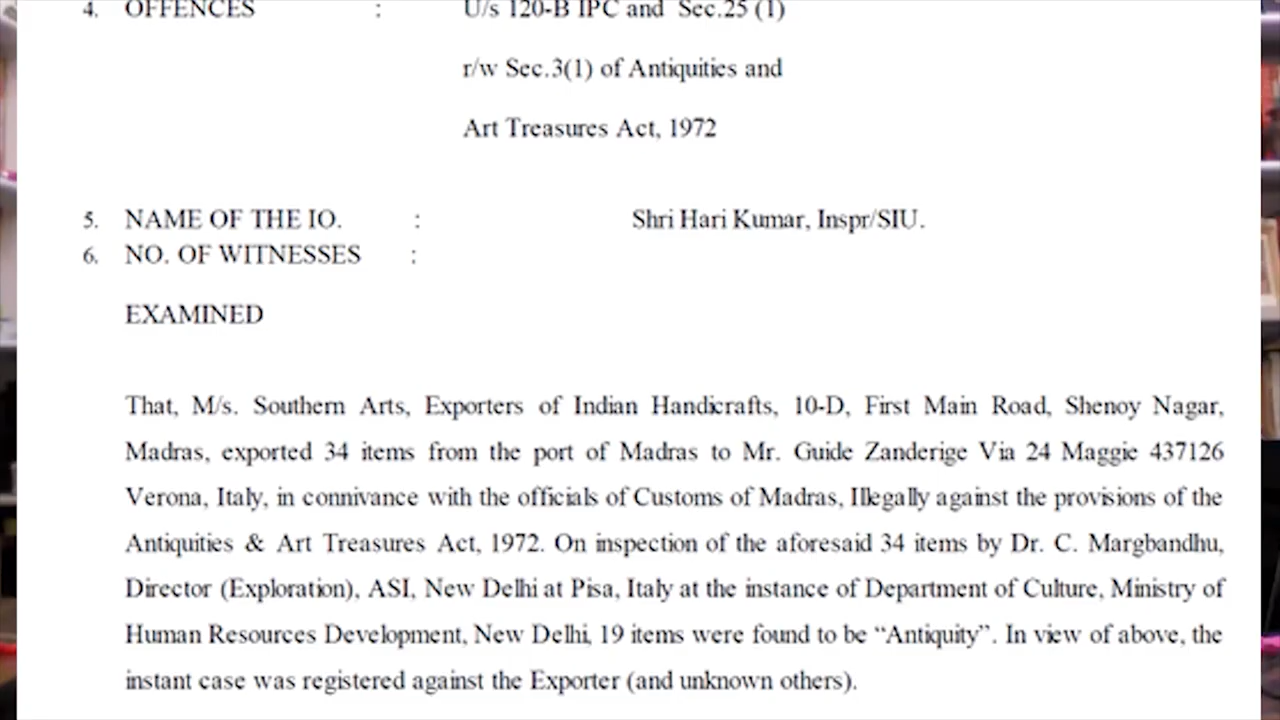 4. OFFENCES : U/s 120-B IPC and Sec.25 (1)
r/w Sec.3(1) of Antiquities and
Art Treasures Act, 1972
5. NAME OF THE IO. : Shri Hari Kumar, Inspr/SIU.
6. NO. OF WITNESSES :
EXAMINED
That, M/s. Southern Arts, Exporters of Indian Handicrafts, 10-D, First Main Road, Shenoy Nagar,
Madras, exported 34 items from the port of Madras to Mr. Guide Zanderige Via 24 Maggie 437126
Verona, Italy, in connivance with the officials of Customs of Madras, Illegally against the provisions of the
Antiquities & Art Treasures Act, 1972. On inspection of the aforesaid 34 items by Dr. C. Margbandhu,
Director (Exploration), ASI, New Delhi at Pisa, Italy at the instance of Department of Culture, Ministry of
Human Resources Development, New Delhi, 19 items were found to be “Antiquity”. In view of above, the
instant case was registered against the Exporter (and unknown others).